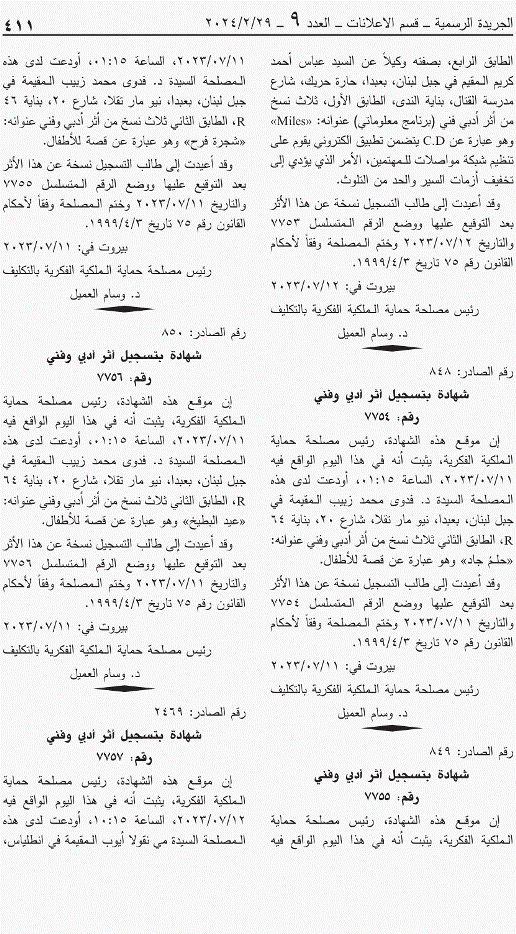 الجريدة الرسمية ــ قسم الاعلانات ــ العدد ٩ ــ ٢٠٢٤/٢/٢٩
٤١١
الطابق الرابع، بصفته وكيلاً عن السيد عباس أحمد
كريم المقيم في جبل لبنان، بعبدا، حارة حريك، شارع
مدرسة القتال، بناية الندى، الطابق الأول، ثلاث نسخ
من أثر أدبي فني (برنامج معلوماتي) عنوانه: «Miles»
وهو عبارة عن C.D يتضمن تطبيق الكتروني يقوم على
تنظيم شبكة مواصلات للمهتمين، الأمر الذي يؤدي إلى
تخفيف أزمات السير والحد من التلوث.
وقد أعيدت إلى طالب التسجيل نسخة عن هذا الأثر
بعد التوقيع عليها ووضع الرقم المتسلسل ٧٧٥٣
والتاريخ ٢٠٢٣/٠٧/١٢ وختم المصلحة وفقاً لأحكام
القانون رقم ٧٥ تاريخ ١٩٩٩/٤/٣.
بيروت في: ٢٠٢٣/٠٧/١٢
رئيس مصلحة حماية الملكية الفكرية بالتكليف
د. وسام العميل
رقم الصادر: ٨٤٨
شهادة بتسجيل أثر أدبي وفني
رقم: ٧٧٥٤
إن موقع هذه الشهادة، رئيس مصلحة حماية
الملكية الفكرية، يثبت أنه في هذا اليوم الواقع فيه
٢٠٢٣/٠٧/١١، الساعة ٠١:١٥، أودعت لدى هذه
المصلحة السيدة د. فدوى محمد زبيب المقيمة في
جبل لبنان، بعبدا، نيو مار نقلا، شارع ٢٠، بناية ٦٤
R، الطابق الثاني ثلاث نسخ من أثر أدبي وفني عنوانه:
«حلمُ جاد» وهو عبارة عن قصة للأطفال.
وقد أعيدت إلى طالب التسجيل نسخة عن هذا الأثر
بعد التوقيع عليها ووضع الرقم المتسلسل ٧٧٥٤
والتاريخ ٢٠٢٣/٠٧/١١ وختم المصلحة وفقاً لأحكام
القانون رقم ٧٥ تاريخ ١٩٩٩/٤/٣.
بيروت في: ٢٠٢٣/٠٧/١١
رئيس مصلحة حماية الملكية الفكرية بالتكليف
د. وسام العميل
رقم الصادر: ٨٤٩
شهادة بتسجيل أثر أدبي وفني
رقم: ٧٧٥٥
إن موقع هذه الشهادة، رئيس مصلحة حماية
الملكية الفكرية، يثبت أنه في هذا اليوم الواقع فيه
٢٠٢٣/٠٧/١١، الساعة ٠١:١٥، أودعت لدى هذه
المصلحة السيدة د. فدوى محمد زبيب المقيمة في
جبل لبنان، بعبدا، نيو مار تقلا، شارع ٢٠، بناية ٤٦
R، الطابق الثاني ثلاث نسخ من أثر أدبي وفني عنوانه:
«شجرة فرح» وهو عبارة عن قصة للأطفال.
وقد أعيدت إلى طالب التسجيل نسخة عن هذا الأثر
بعد التوقيع عليها ووضع الرقم المتسلسل ٧٧٥٥
والتاريخ ٢٠٢٣/٠٧/١١ وختم المصلحة وفقاً لأحكام
القانون رقم ٧٥ تاريخ ١٩٩٩/٤/٣.
بيروت في: ٢٠٢٣/٠٧/١١
رئيس مصلحة حماية الملكية الفكرية بالتكليف
د. وسام العميل
رقم الصادر: ٨٥٠
شهادة بتسجيل أثر أدبي وفني
رقم: ٧٧٥٦
إن موقع هذه الشهادة، رئيس مصلحة حماية
الملكية الفكرية، يثبت أنه في هذا اليوم الواقع فيه
٢٠٢٣/٠٧/١١، الساعة ٠١:١٥، أودعت لدى هذه
المصلحة السيدة د. فدوى محمد زبيب المقيمة في
جبل لبنان، بعبدا، نيو مار تقلا، شارع ٢٠، بناية ٦٤
R، الطابق الثاني ثلاث نسخ من أثر أدبي وفني عنوانه:
«عيد البطيخ» وهو عبارة عن قصة للأطفال.
وقد أعيدت إلى طالب التسجيل نسخة عن هذا الأثر
بعد التوقيع عليها ووضع الرقم المتسلسل ٧٧٥٦
والتاريخ ٢٠٢٣/٠٧/١١ وختم المصلحة وفقاً لأحكام
القانون رقم ٧٥ تاريخ ١٩٩٩/٤/٣.
بيروت في: ٢٠٢٣/٠٧/١١
رئيس مصلحة حماية الملكية الفكرية بالتكليف
د. وسام العميل
رقم الصادر: ٢٤٦٩
شهادة بتسجيل أثر أدبي وفني
رقم: ٧٧٥٧
إن موقع هذه الشهادة، رئيس مصلحة حماية
الملكية الفكرية، يثبت أنه في هذا اليوم الواقع فيه
٢٠٢٣/٠٧/١٢، الساعة ١٠:١٥، أودعت لدى هذه
المصلحة السيدة مي نقولا أيوب المقيمة في انطلياس،